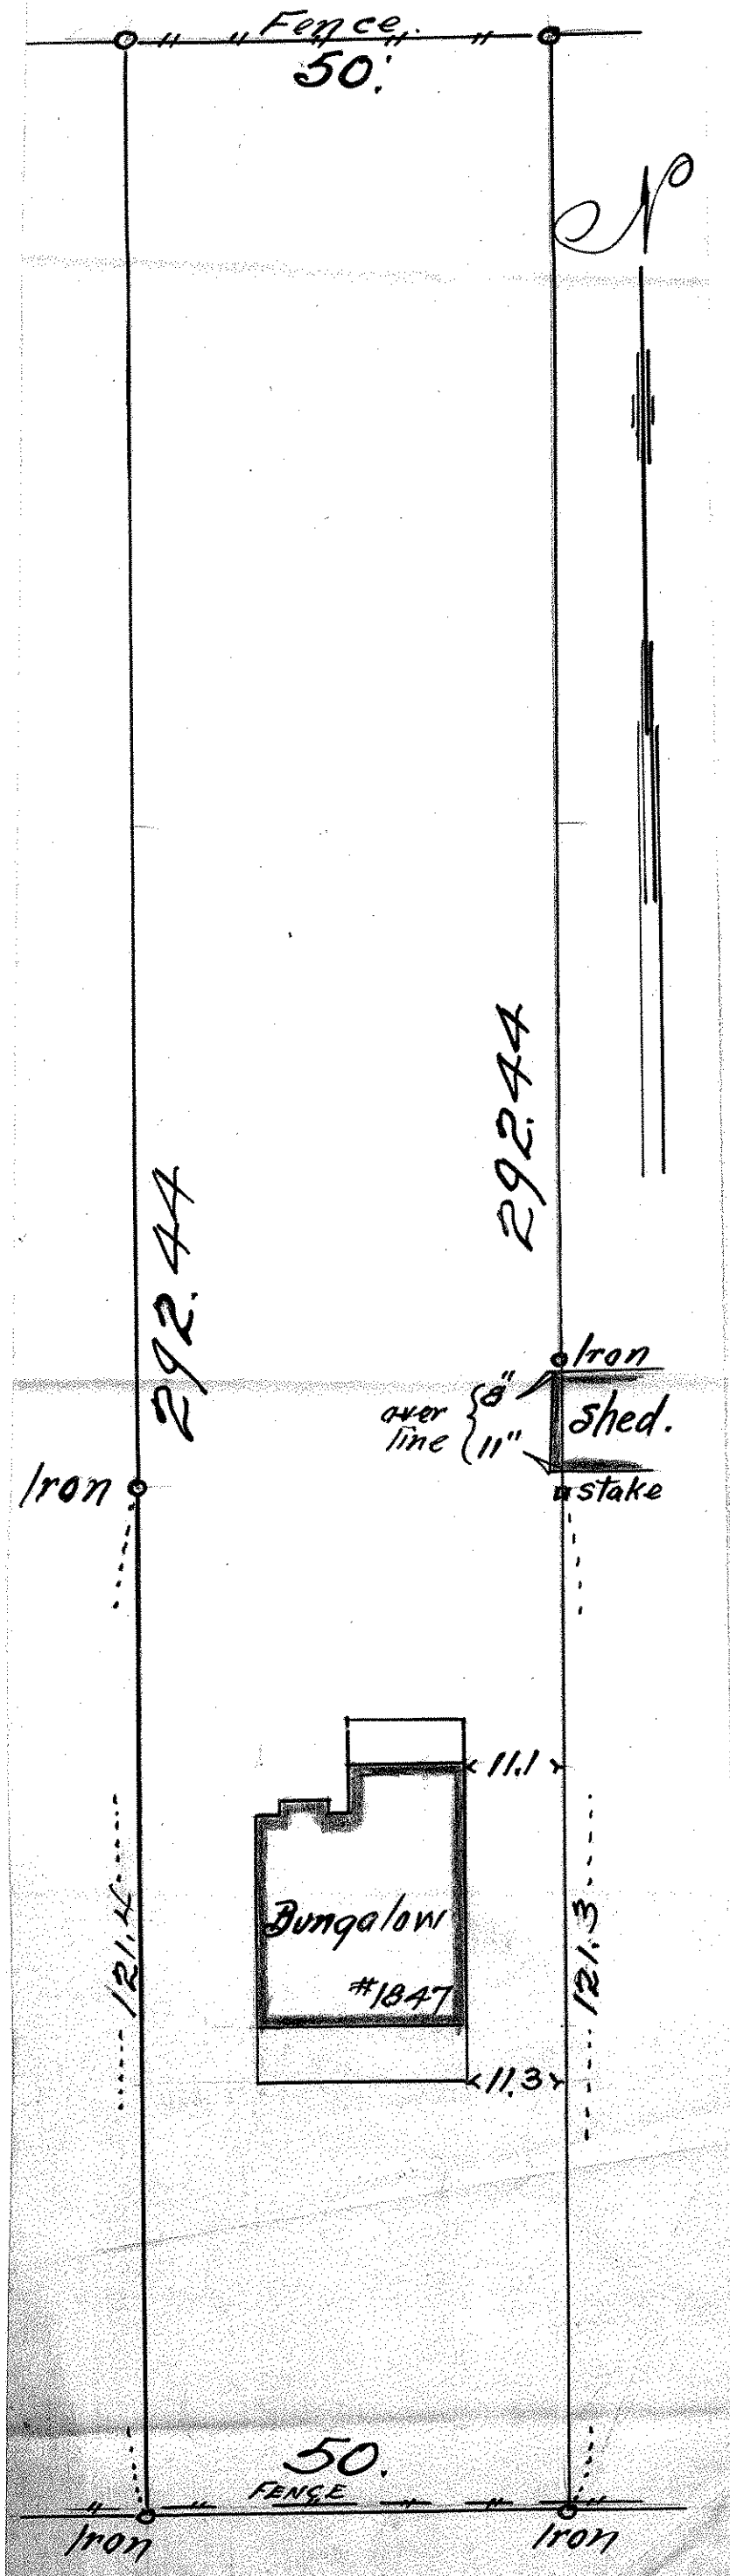 Fence.
50.'
N
292.44
292.44
Iron
8"
over
line
11"
Shed.
Iron
stake
11.1
Bungalow
#1847
121.4
121.3
11.3
50.
FENCE
Iron
Iron